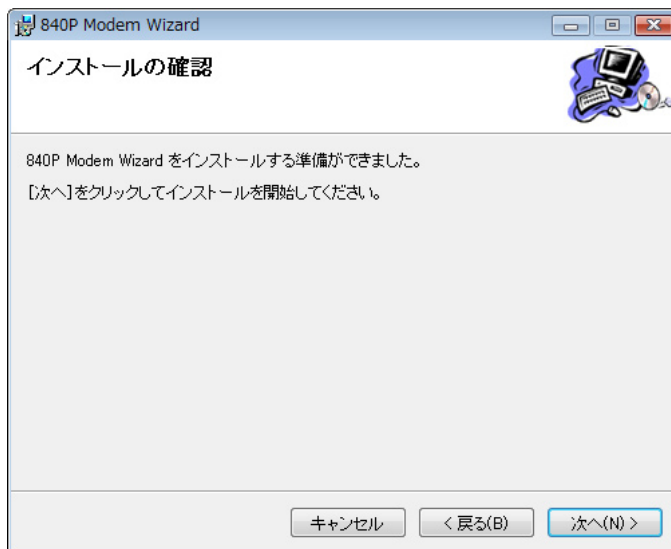 840P Modem Wizard
インストールの確認
840P Modem Wizard をインストールする準備ができました。
[次へ]をクリックしてインストールを開始してください。
キャンセル
< 戻る(B)
次へ(N) >